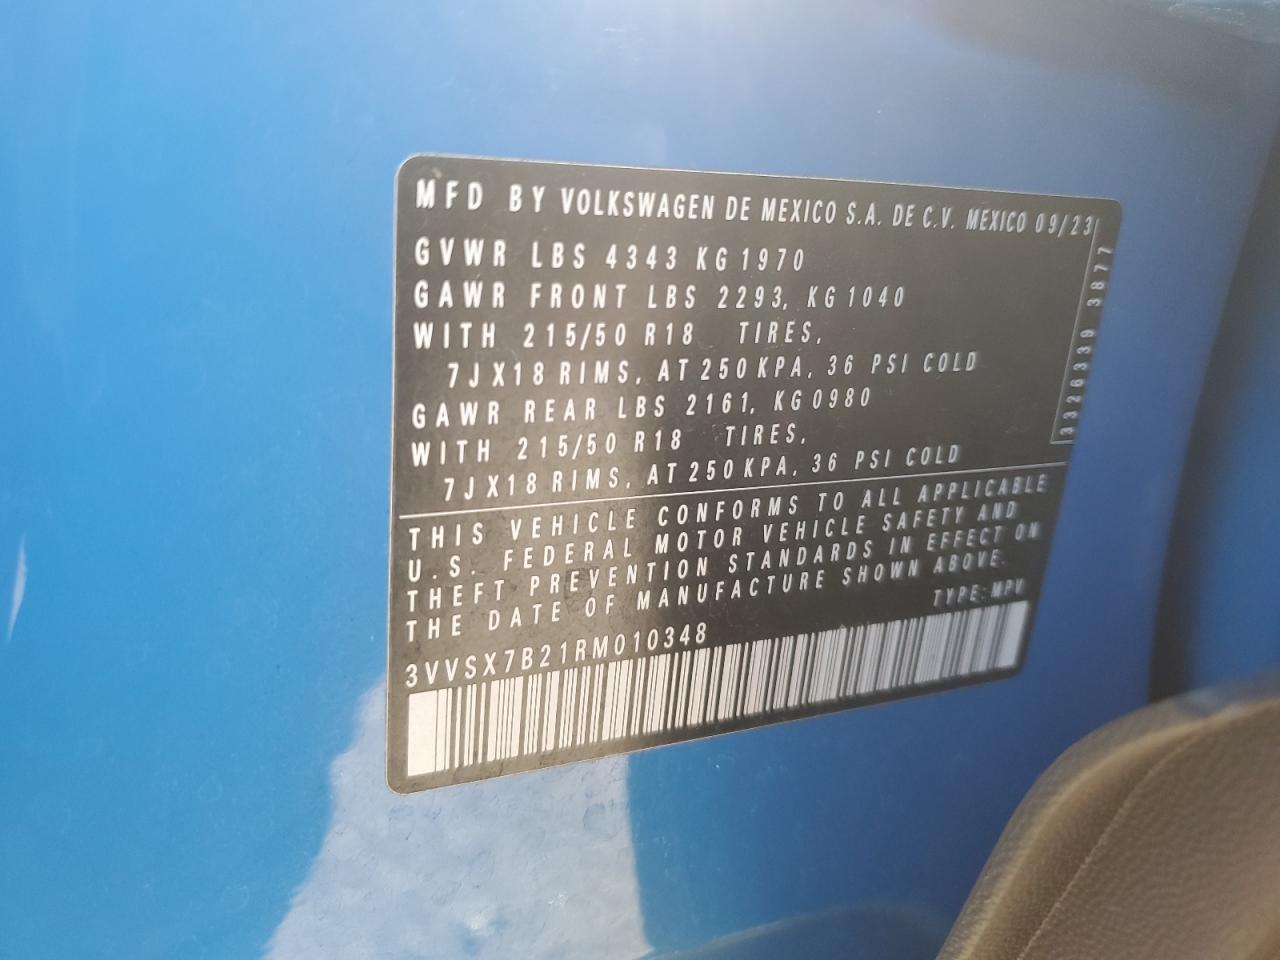 MFD BY VOLKSWAGEN DE MEXICO S.A. DE C.V. MEXICO 09/23
GVWR LBS 4343 KG 1970
GAWR FRONT LBS 2293, KG 1040
WITH 215/50 R18 TIRES,
7J X18 RIMS, AT 250 KPA, 36 PSI COLD
GAWR REAR LBS 2161, KG 0980
WITH 215/50 R18 TIRES,
7J X18 RIMS, AT 250 KPA, 36 PSI COLD
3326339 3877
THIS VEHICLE CONFORMS TO ALL APPLICABLE
U.S. FEDERAL MOTOR VEHICLE SAFETY AND
THEFT PREVENTION STANDARDS IN EFFECT ON
THE DATE OF MANUFACTURE SHOWN ABOVE.
TYPE: MPV
3VVSX7B21RM010348